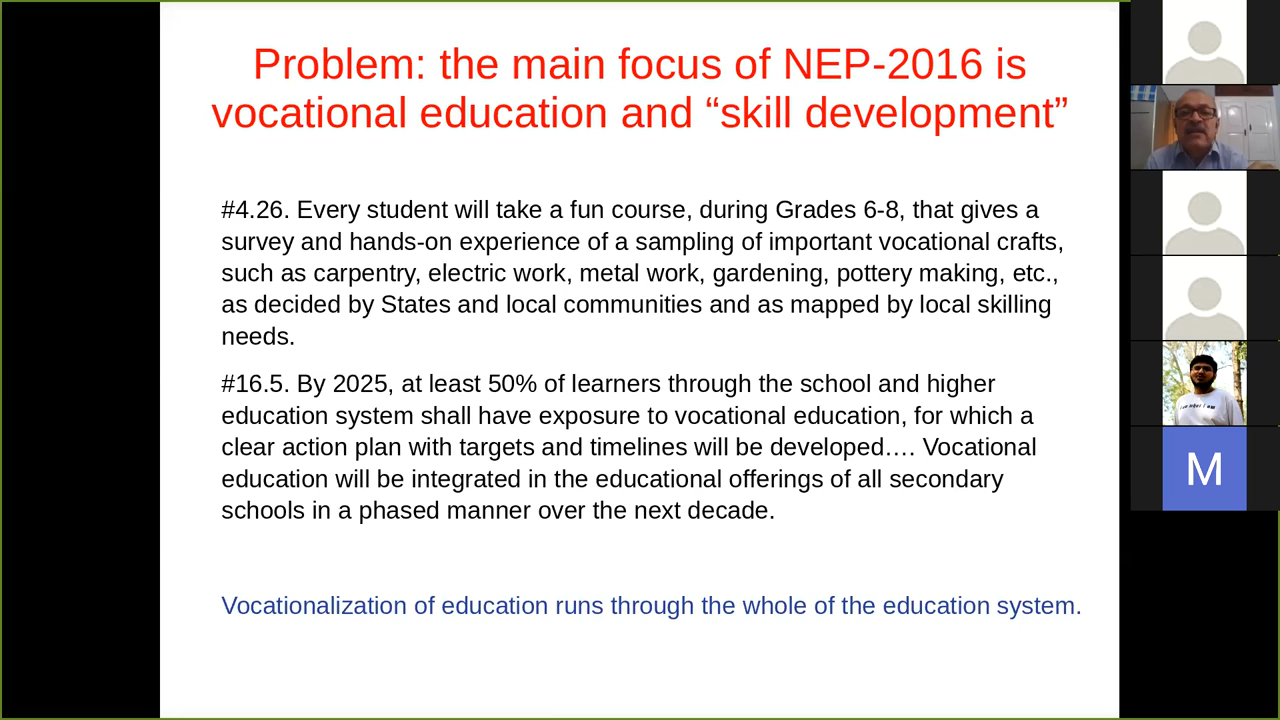 Problem: the main focus of NEP-2016 is
vocational education and “skill development”
#4.26. Every student will take a fun course, during Grades 6-8, that gives a
survey and hands-on experience of a sampling of important vocational crafts,
such as carpentry, electric work, metal work, gardening, pottery making, etc.,
as decided by States and local communities and as mapped by local skilling
needs.
#16.5. By 2025, at least 50% of learners through the school and higher
education system shall have exposure to vocational education, for which a
clear action plan with targets and timelines will be developed…. Vocational
education will be integrated in the educational offerings of all secondary
schools in a phased manner over the next decade.
Vocationalization of education runs through the whole of the education system.
M